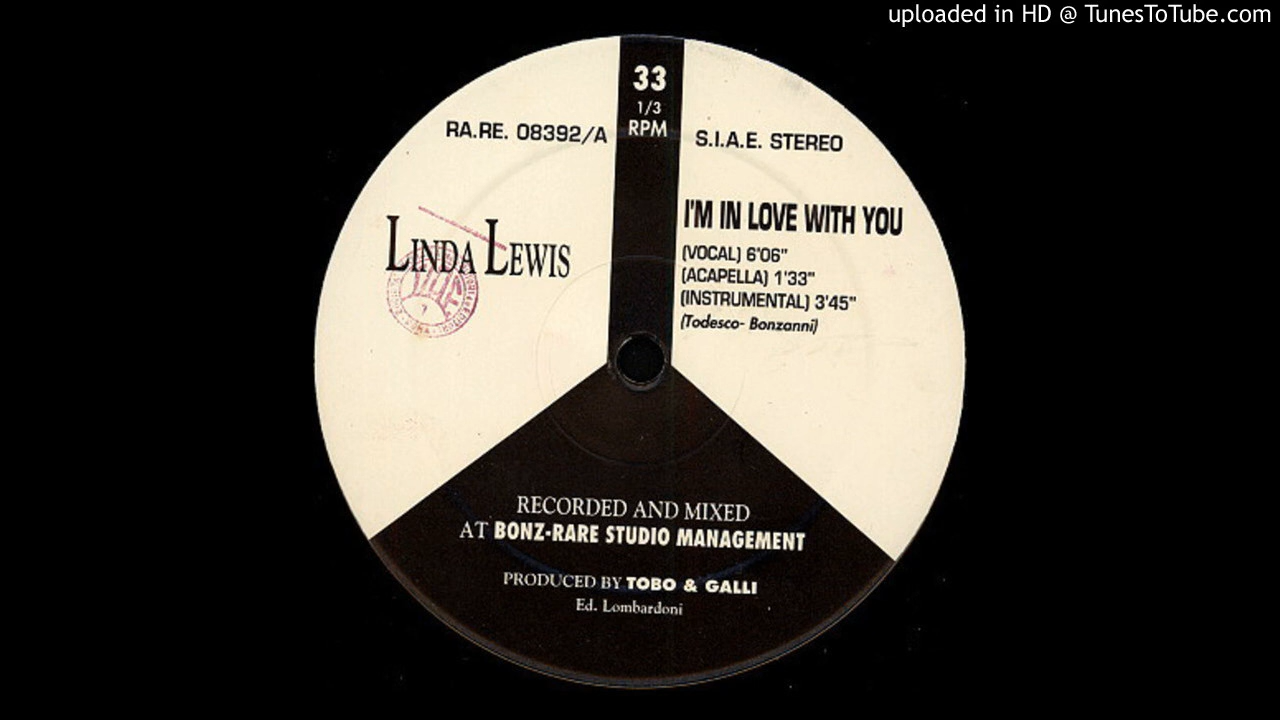 uploaded in HD @ TunesToTube.com
33
1/3
RPM
RA.RE. 08392/A
S.I.A.E. STEREO
LINDA LEWIS
I'M IN LOVE WITH YOU
(VOCAL) 6'06"
(ACAPELLA) 1'33"
(INSTRUMENTAL) 3'45"
(Todesco- Bonzanni)
RECORDED AND MIXED
AT BONZ-RARE STUDIO MANAGEMENT
PRODUCED BY TOBO & GALLI
Ed. Lombardoni